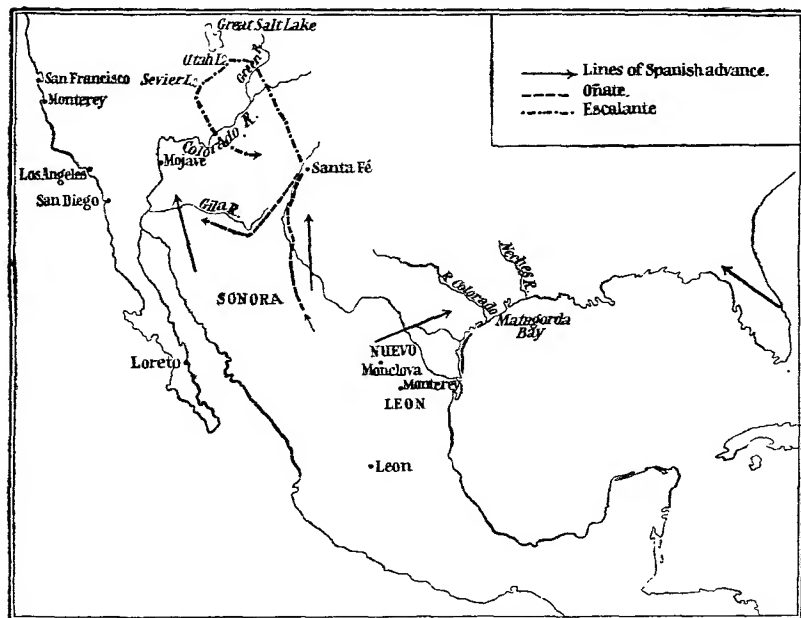 Great Salt Lake
Utah L.
Green R.
Sevier L.
San Francisco
Monterey
Colorado R.
Mojave
Los Angeles
San Diego
Santa Fé
Gila R.
SONORA
Loreto
R. Colorado
Neches R.
Matagorda
Bay
NUEVO
Monclova
Monterey
LEON
Leon
Lines of Spanish advance.
Oñate.
Escalante